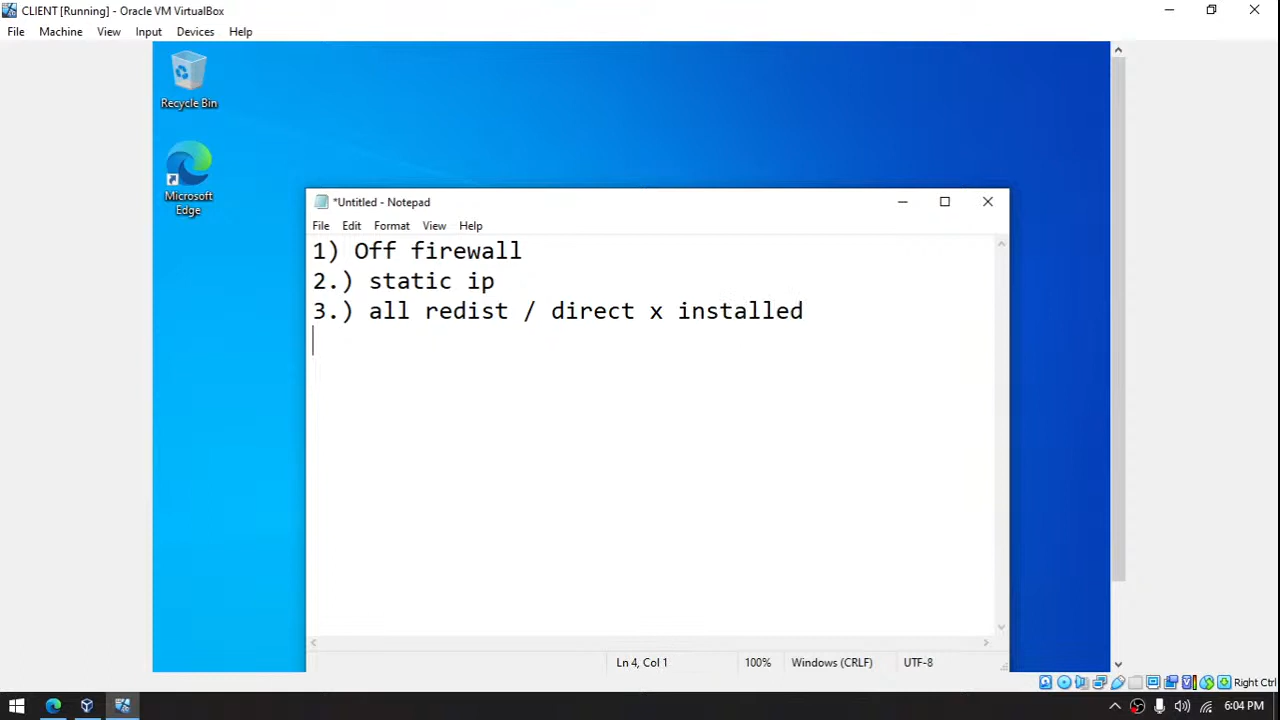 CLIENT [Running] - Oracle VM VirtualBox
File Machine View Input Devices Help
Recycle Bin
Microsoft
Edge
*Untitled - Notepad
File Edit Format View Help
1) Off firewall
2.) static ip
3.) all redist / direct x installed
Ln 4, Col 1 100% Windows (CRLF) UTF-8
Right Ctrl
6:04 PM